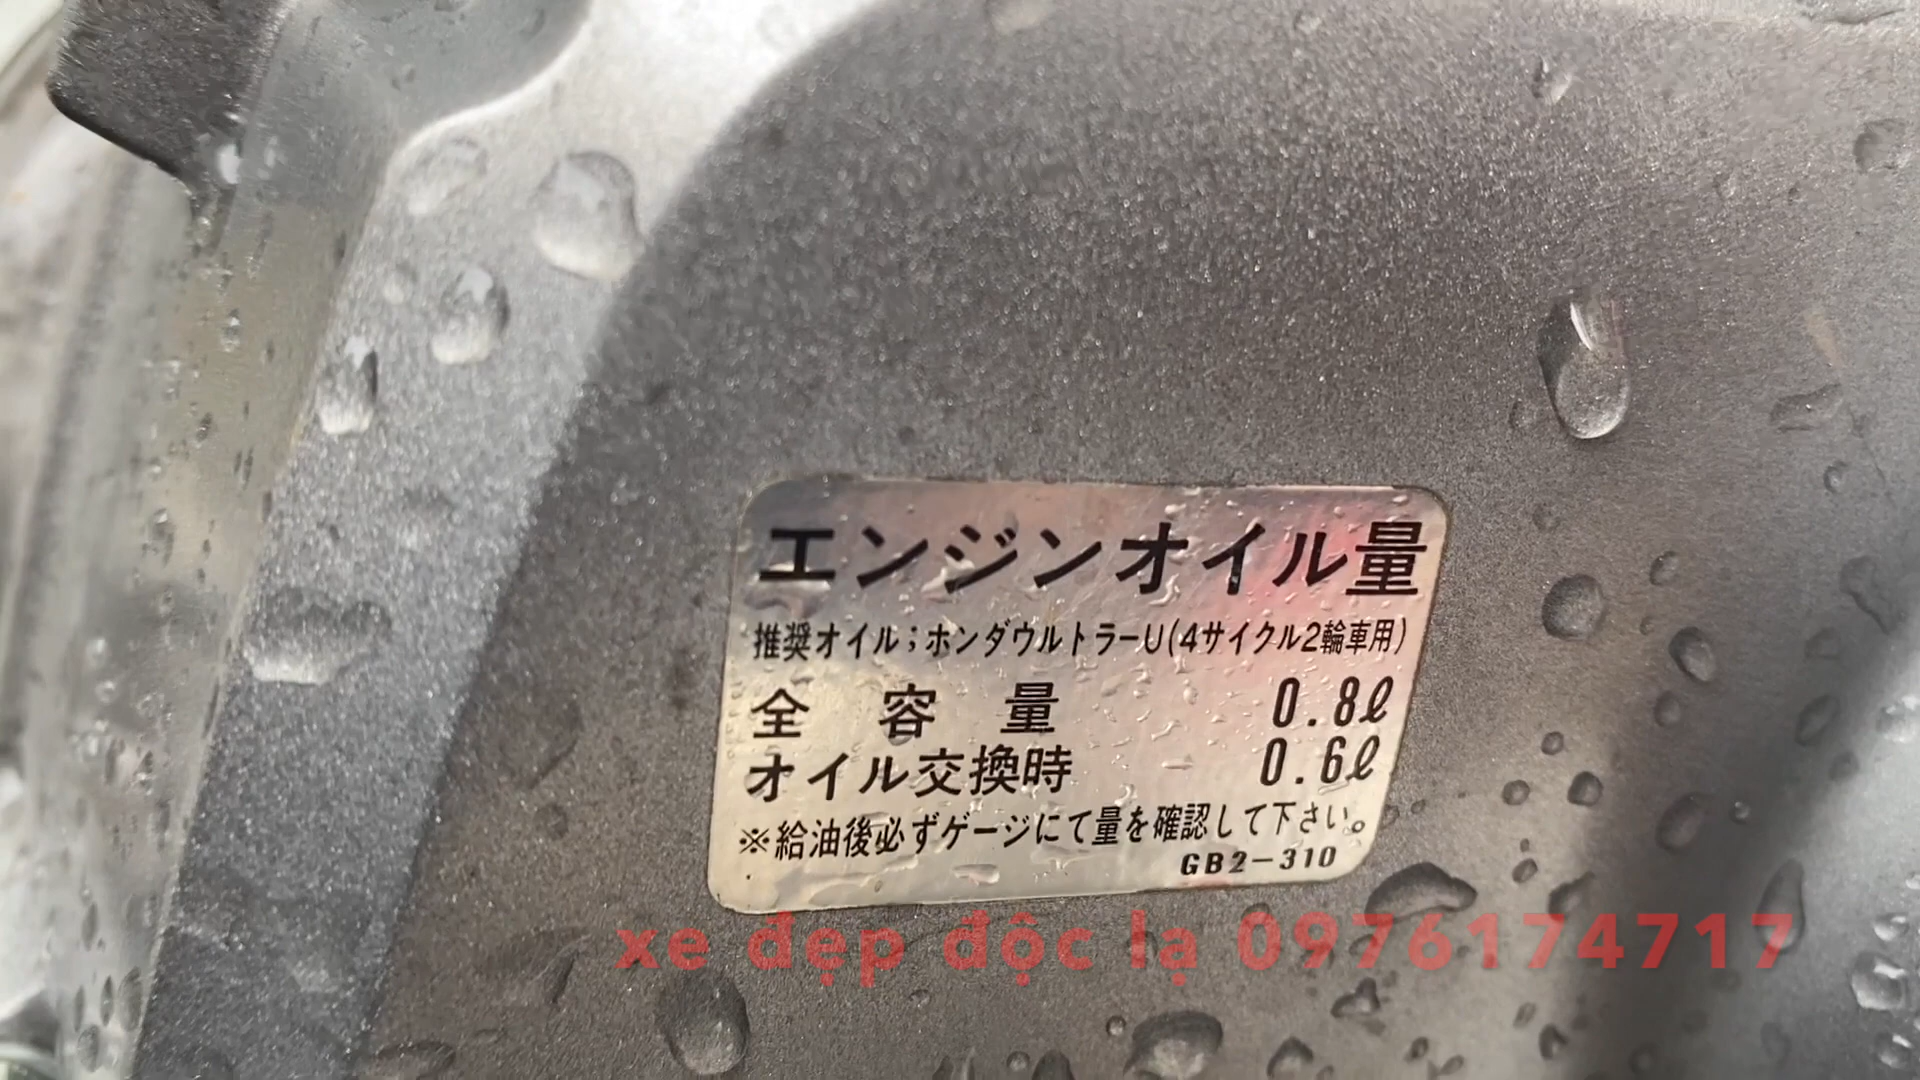 エンジンオイル量
推奨オイル;ホンダウルトラーU(4サイクル2輪車用)
全容量 0.8ℓ
オイル交換時 0.6ℓ
※給油後必ずゲージにて量を確認して下さい。
GB2-310
xe đẹp độc lạ 0976174717